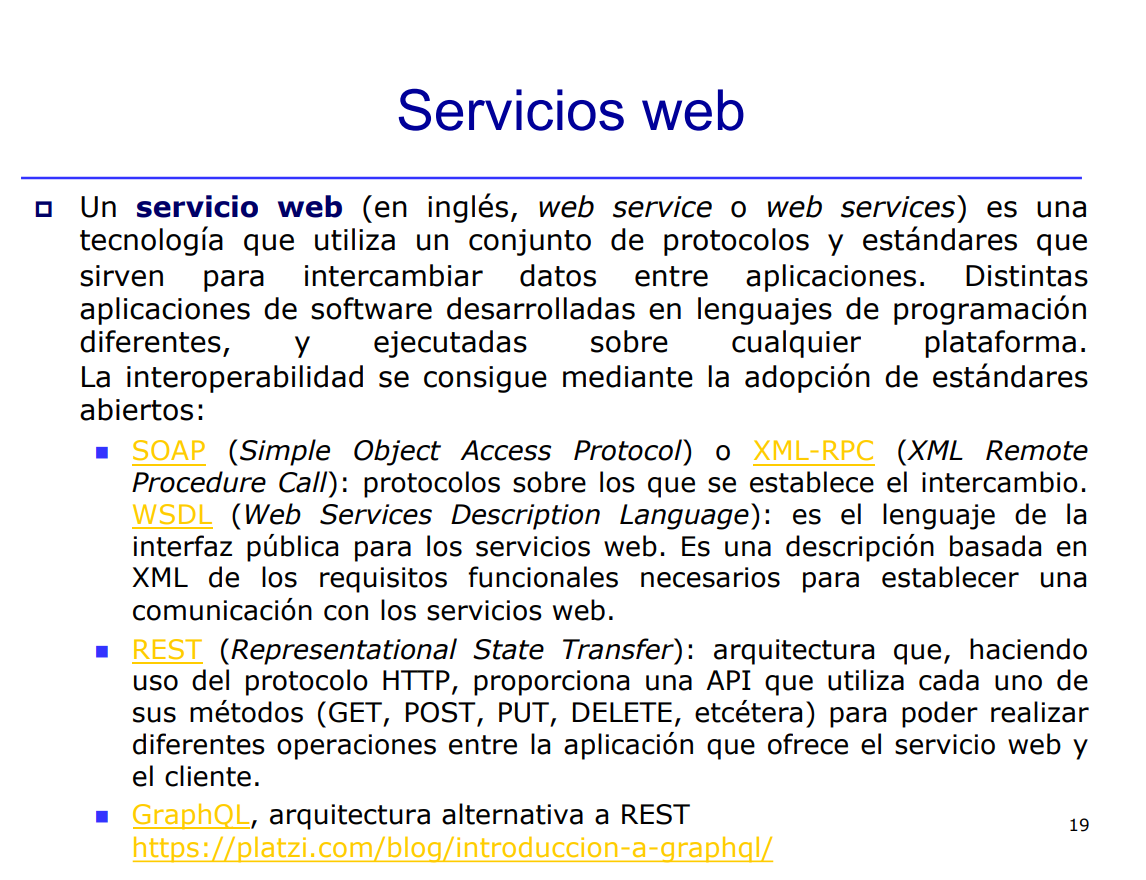 Servicios web
Un servicio web (en inglés, web service o web services) es una
tecnología que utiliza un conjunto de protocolos y estándares que
sirven para intercambiar datos entre aplicaciones. Distintas
aplicaciones de software desarrolladas en lenguajes de programación
diferentes, y ejecutadas sobre cualquier plataforma.
La interoperabilidad se consigue mediante la adopción de estándares
abiertos:
SOAP (Simple Object Access Protocol) o XML-RPC (XML Remote
Procedure Call): protocolos sobre los que se establece el intercambio.
WSDL (Web Services Description Language): es el lenguaje de la
interfaz pública para los servicios web. Es una descripción basada en
XML de los requisitos funcionales necesarios para establecer una
comunicación con los servicios web.
REST (Representational State Transfer): arquitectura que, haciendo
uso del protocolo HTTP, proporciona una API que utiliza cada uno de
sus métodos (GET, POST, PUT, DELETE, etcétera) para poder realizar
diferentes operaciones entre la aplicación que ofrece el servicio web y
el cliente.
GraphQL, arquitectura alternativa a REST
https://platzi.com/blog/introduccion-a-graphql/
19